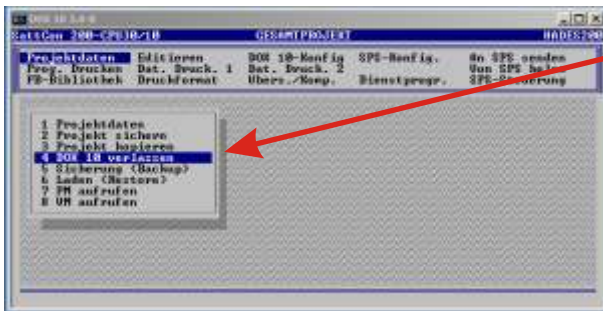 DOX 10 1.0-0
SattCon 200-CPU30/10 GESAMTPROJEKT HADES200
Projektdaten Editieren DOX 10-Konfig SPS-Konfig. An SPS senden
Prog. Drucken Dat. Druck. 1 Dat. Druck. 2 Von SPS holen
FB-Bibliothek Druckformat Übers./Komp. Dienstprogr. SPS-Steuerung
1 Projektdaten
2 Projekt sichern
3 Projekt kopieren
4 DOX 10 verlassen
5 Sicherung (Backup)
6 Laden (Restore)
7 PM aufrufen
8 VM aufrufen